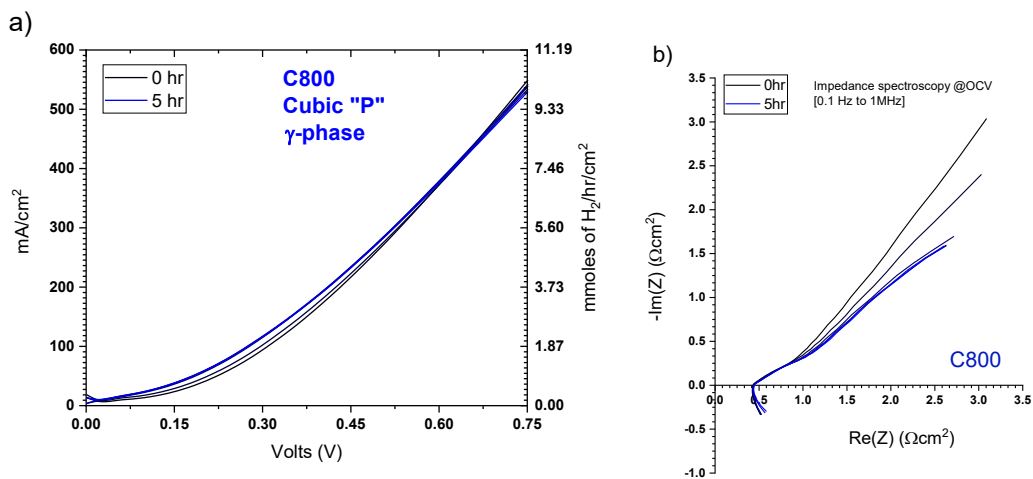 a)
600
500
400
300
200
100
0
mA/cm²
0 hr
5 hr
C800
Cubic "P"
γ-phase
11.19
9.33
7.46
5.60
3.73
1.87
0.00
mmoles of H₂/hr/cm²
0.00 0.15 0.30 0.45 0.60 0.75
Volts (V)
b)
3.5
3.0
2.5
2.0
1.5
1.0
0.5
0.0
-0.5
-1.0
-Im(Z) (Ωcm²)
0hr
5hr
Impedance spectroscopy @OCV
[0.1 Hz to 1MHz]
C800
0.0 0.5 1.0 1.5 2.0 2.5 3.0 3.5
Re(Z) (Ωcm²)